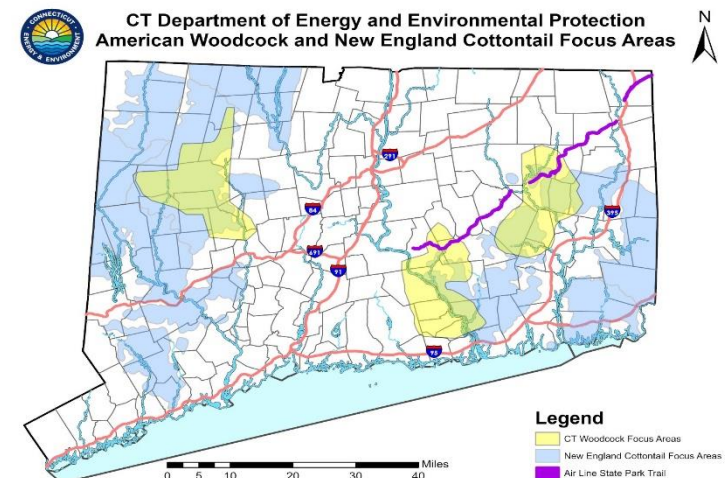 CONNECTICUT
ENERGY & ENVIRONMENT
CT Department of Energy and Environmental Protection
American Woodcock and New England Cottontail Focus Areas
N
291
84
395
691
91
95
Legend
CT Woodcock Focus Areas
New England Cottontail Focus Areas
Air Line State Park Trail
Miles
0 5 10 20 30 40